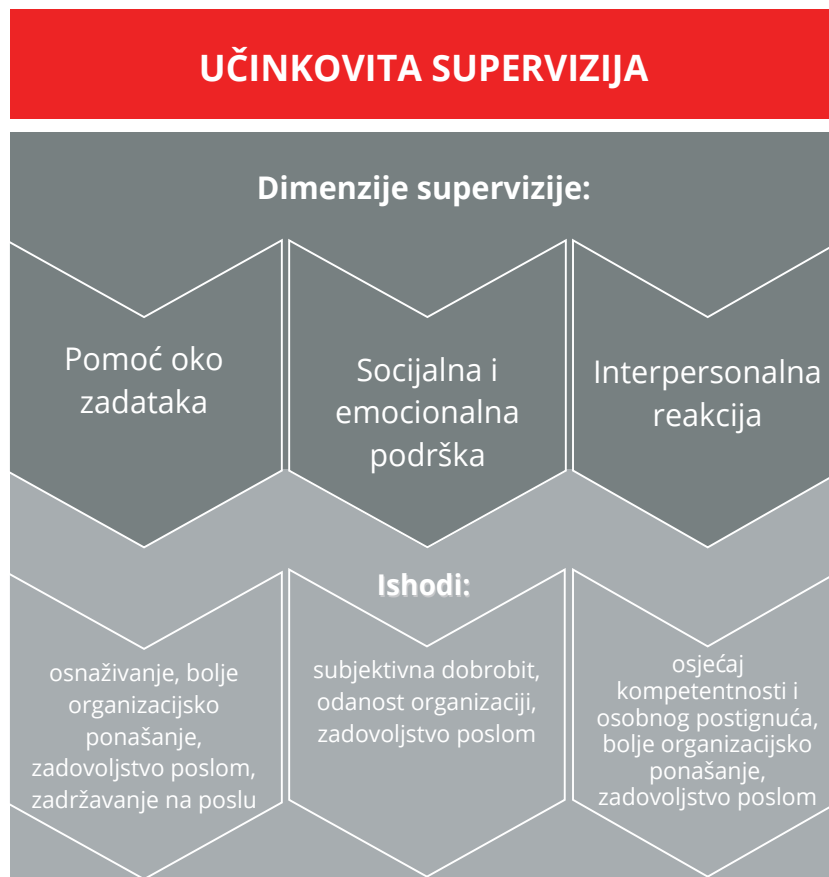 UČINKOVITA SUPERVIZIJA
Dimenzije supervizije:
Pomoć oko
zadataka
Socijalna i
emocionalna
podrška
Interpersonalna
reakcija
Ishodi:
osnaživanje, bolje
organizacijsko
ponašanje,
zadovoljstvo poslom,
zadržavanje na poslu
subjektivna dobrobit,
odanost organizaciji,
zadovoljstvo poslom
osjećaj
kompetentnosti i
osobnog postignuća,
bolje organizacijsko
ponašanje,
zadovoljstvo poslom